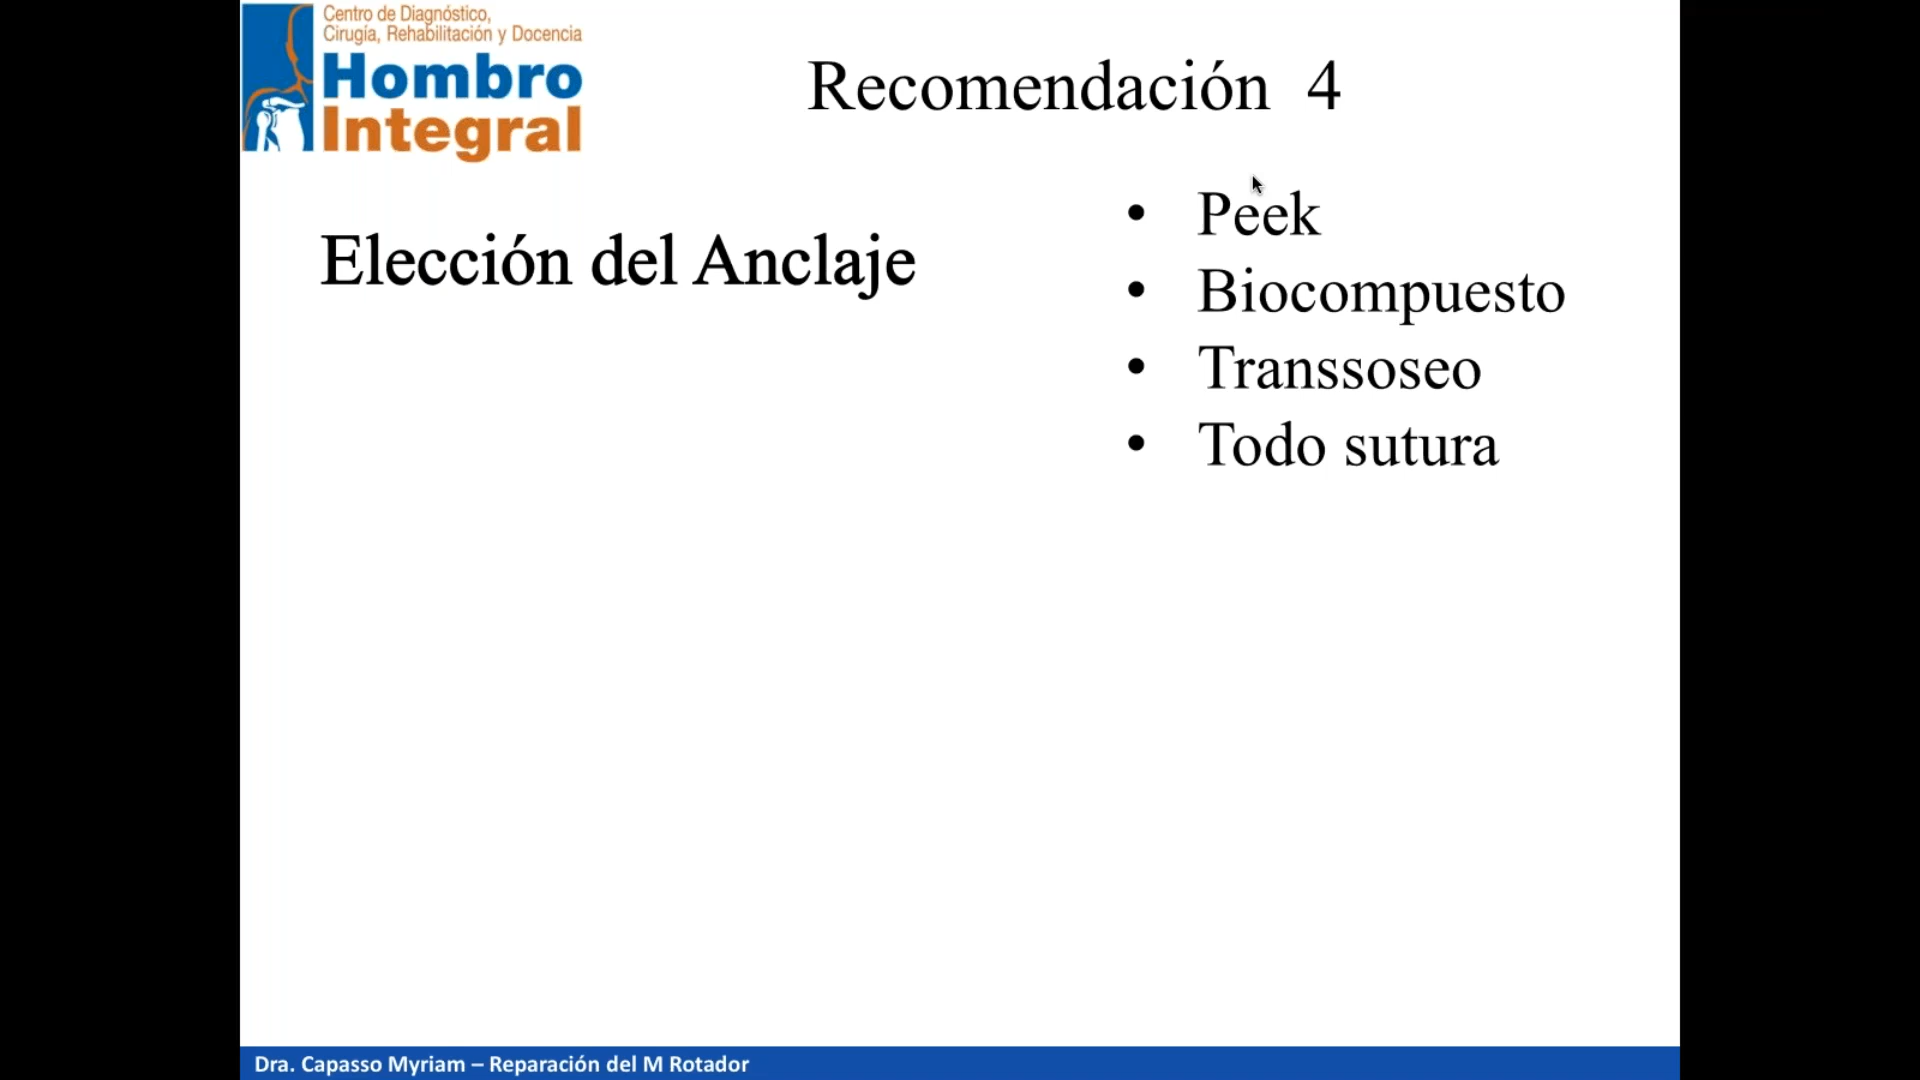 Centro de Diagnóstico,
Cirugía, Rehabilitación y Docencia
Hombro
Integral
Recomendación 4
Elección del Anclaje
• Peek
• Biocompuesto
• Transsoseo
• Todo sutura
Dra. Capasso Myriam – Reparación del M Rotador